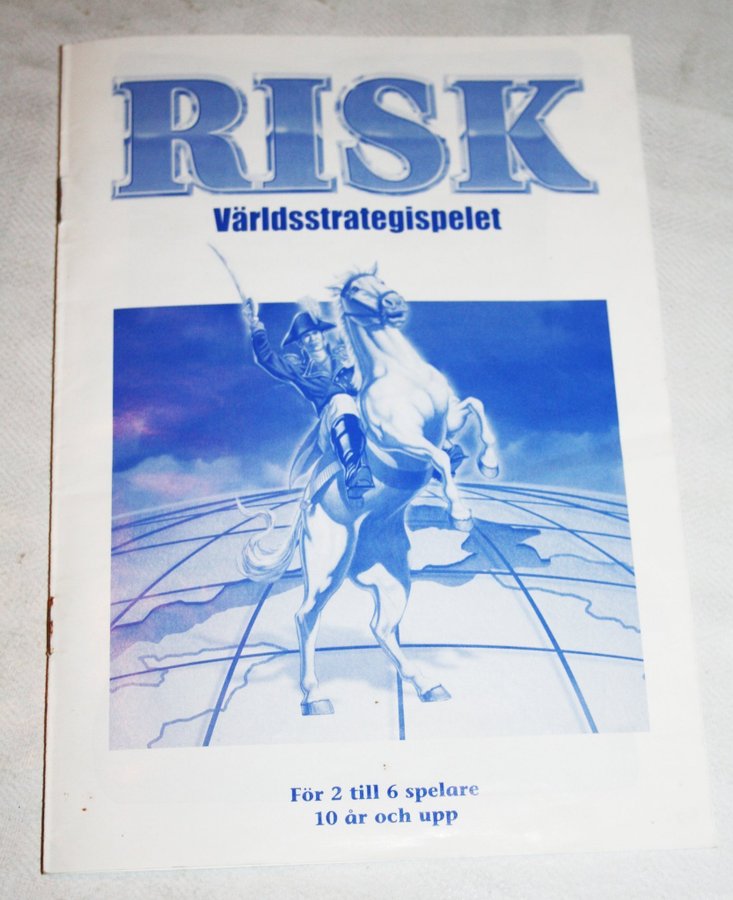 RISK
Världsstrategispelet
För 2 till 6 spelare
10 år och upp